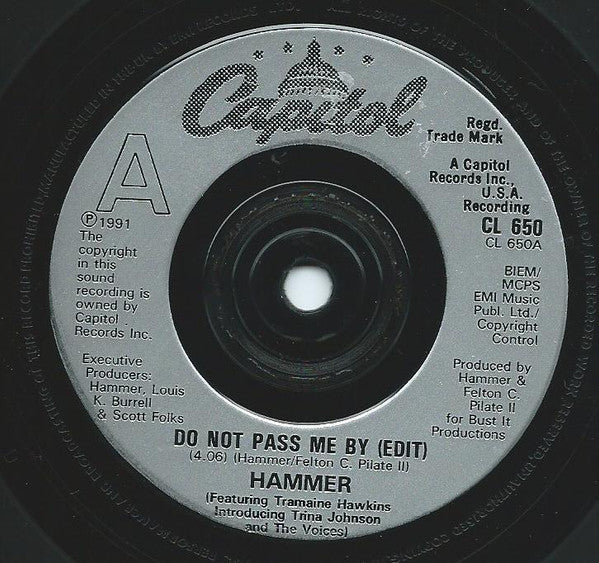 Capitol
Regd.
Trade Mark
A
A Capitol
Records Inc.,
U.S.A.
Recording
CL 650
CL 650A
℗ 1991
The
copyright
in this
sound
recording is
owned by
Capitol
Records Inc.
BIEM/
MCPS
EMI Music
Publ. Ltd./
Copyright
Control
Executive
Producers:
Hammer, Louis
K. Burrell
& Scott Folks
Produced by
Hammer &
Felton C.
Pilate II
for Bust It
Productions
DO NOT PASS ME BY (EDIT)
(4.06) (Hammer/Felton C. Pilate II)
HAMMER
(Featuring Tramaine Hawkins
Introducing Trina Johnson
and The Voices)